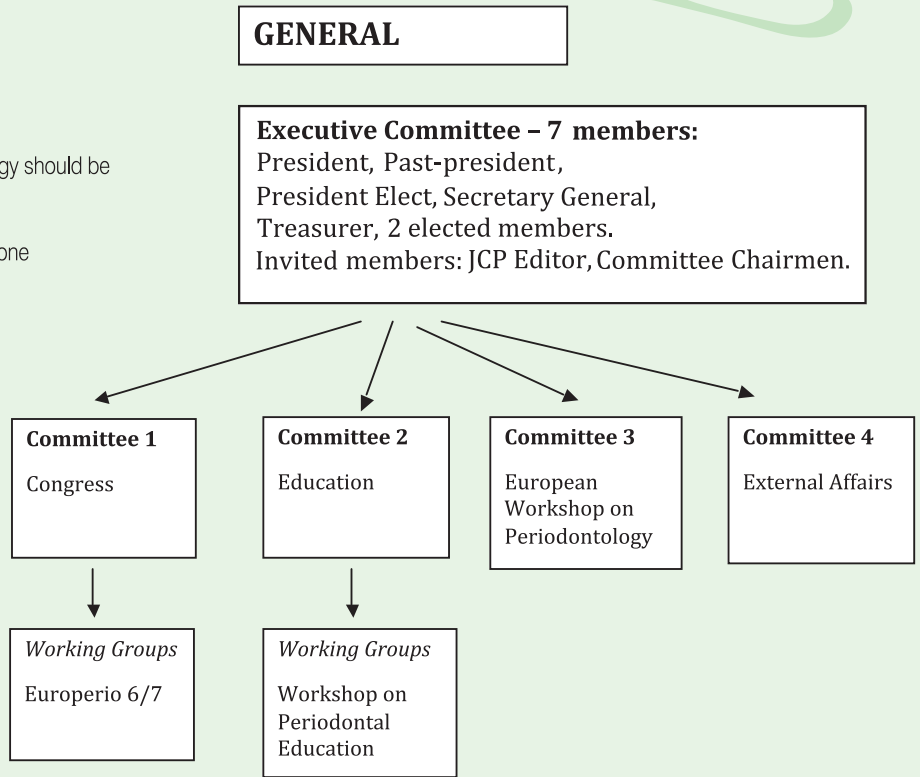 GENERAL
gy should be
one
Executive Committee – 7 members:
President, Past-president,
President Elect, Secretary General,
Treasurer, 2 elected members.
Invited members: JCP Editor, Committee Chairmen.
Committee 1
Congress
Committee 2
Education
Committee 3
European
Workshop on
Periodontology
Committee 4
External Affairs
Working Groups
Europerio 6/7
Working Groups
Workshop on
Periodontal
Education